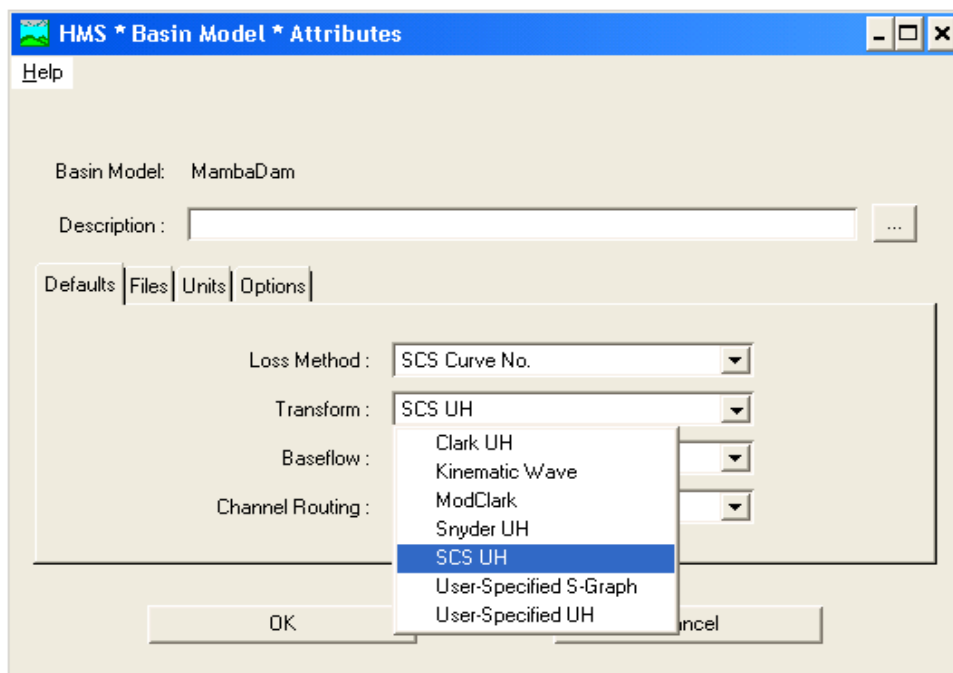 HMS * Basin Model * Attributes
Help
Basin Model: MambaDam
Description : ...
Defaults Files Units Options
Loss Method : SCS Curve No.
Transform : SCS UH
Clark UH
Baseflow :
Kinematic Wave
ModClark
Channel Routing :
Snyder UH
SCS UH
User-Specified S-Graph
User-Specified UH
OK ncel